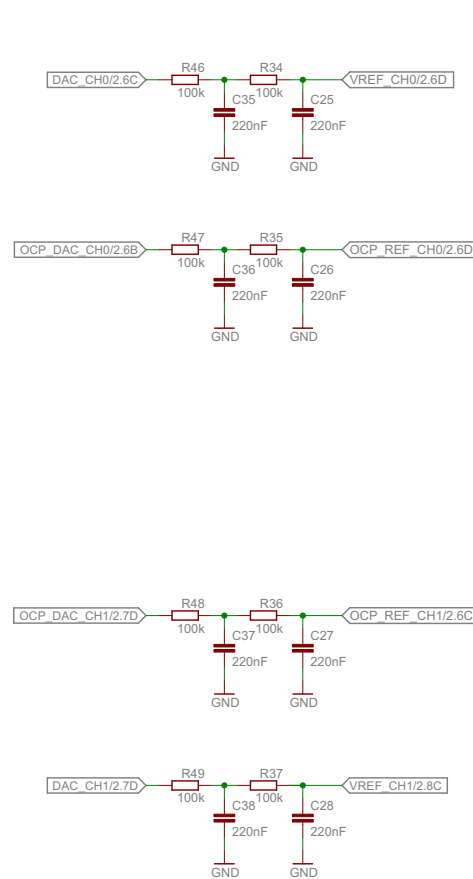 R46 R34
DAC_CH0/2.6C VREF_CH0/2.6D
100k C35 100k C25
220nF 220nF
GND GND
R47 R35
OCP_DAC_CH0/2.6B OCP_REF_CH0/2.6D
100k C36 100k C26
220nF 220nF
GND GND
R48 R36
OCP_DAC_CH1/2.7D OCP_REF_CH1/2.6C
100k C37 100k C27
220nF 220nF
GND GND
R49 R37
DAC_CH1/2.7D VREF_CH1/2.8C
100k C38 100k C28
220nF 220nF
GND GND